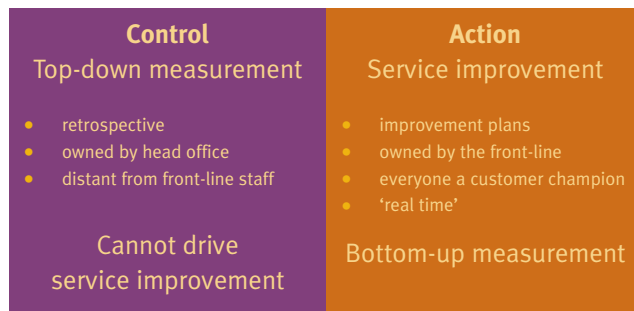 Control
Top-down measurement
• retrospective
• owned by head office
• distant from front-line staff
Cannot drive
service improvement
Action
Service improvement
• improvement plans
• owned by the front-line
• everyone a customer champion
• ‘real time’
Bottom-up measurement